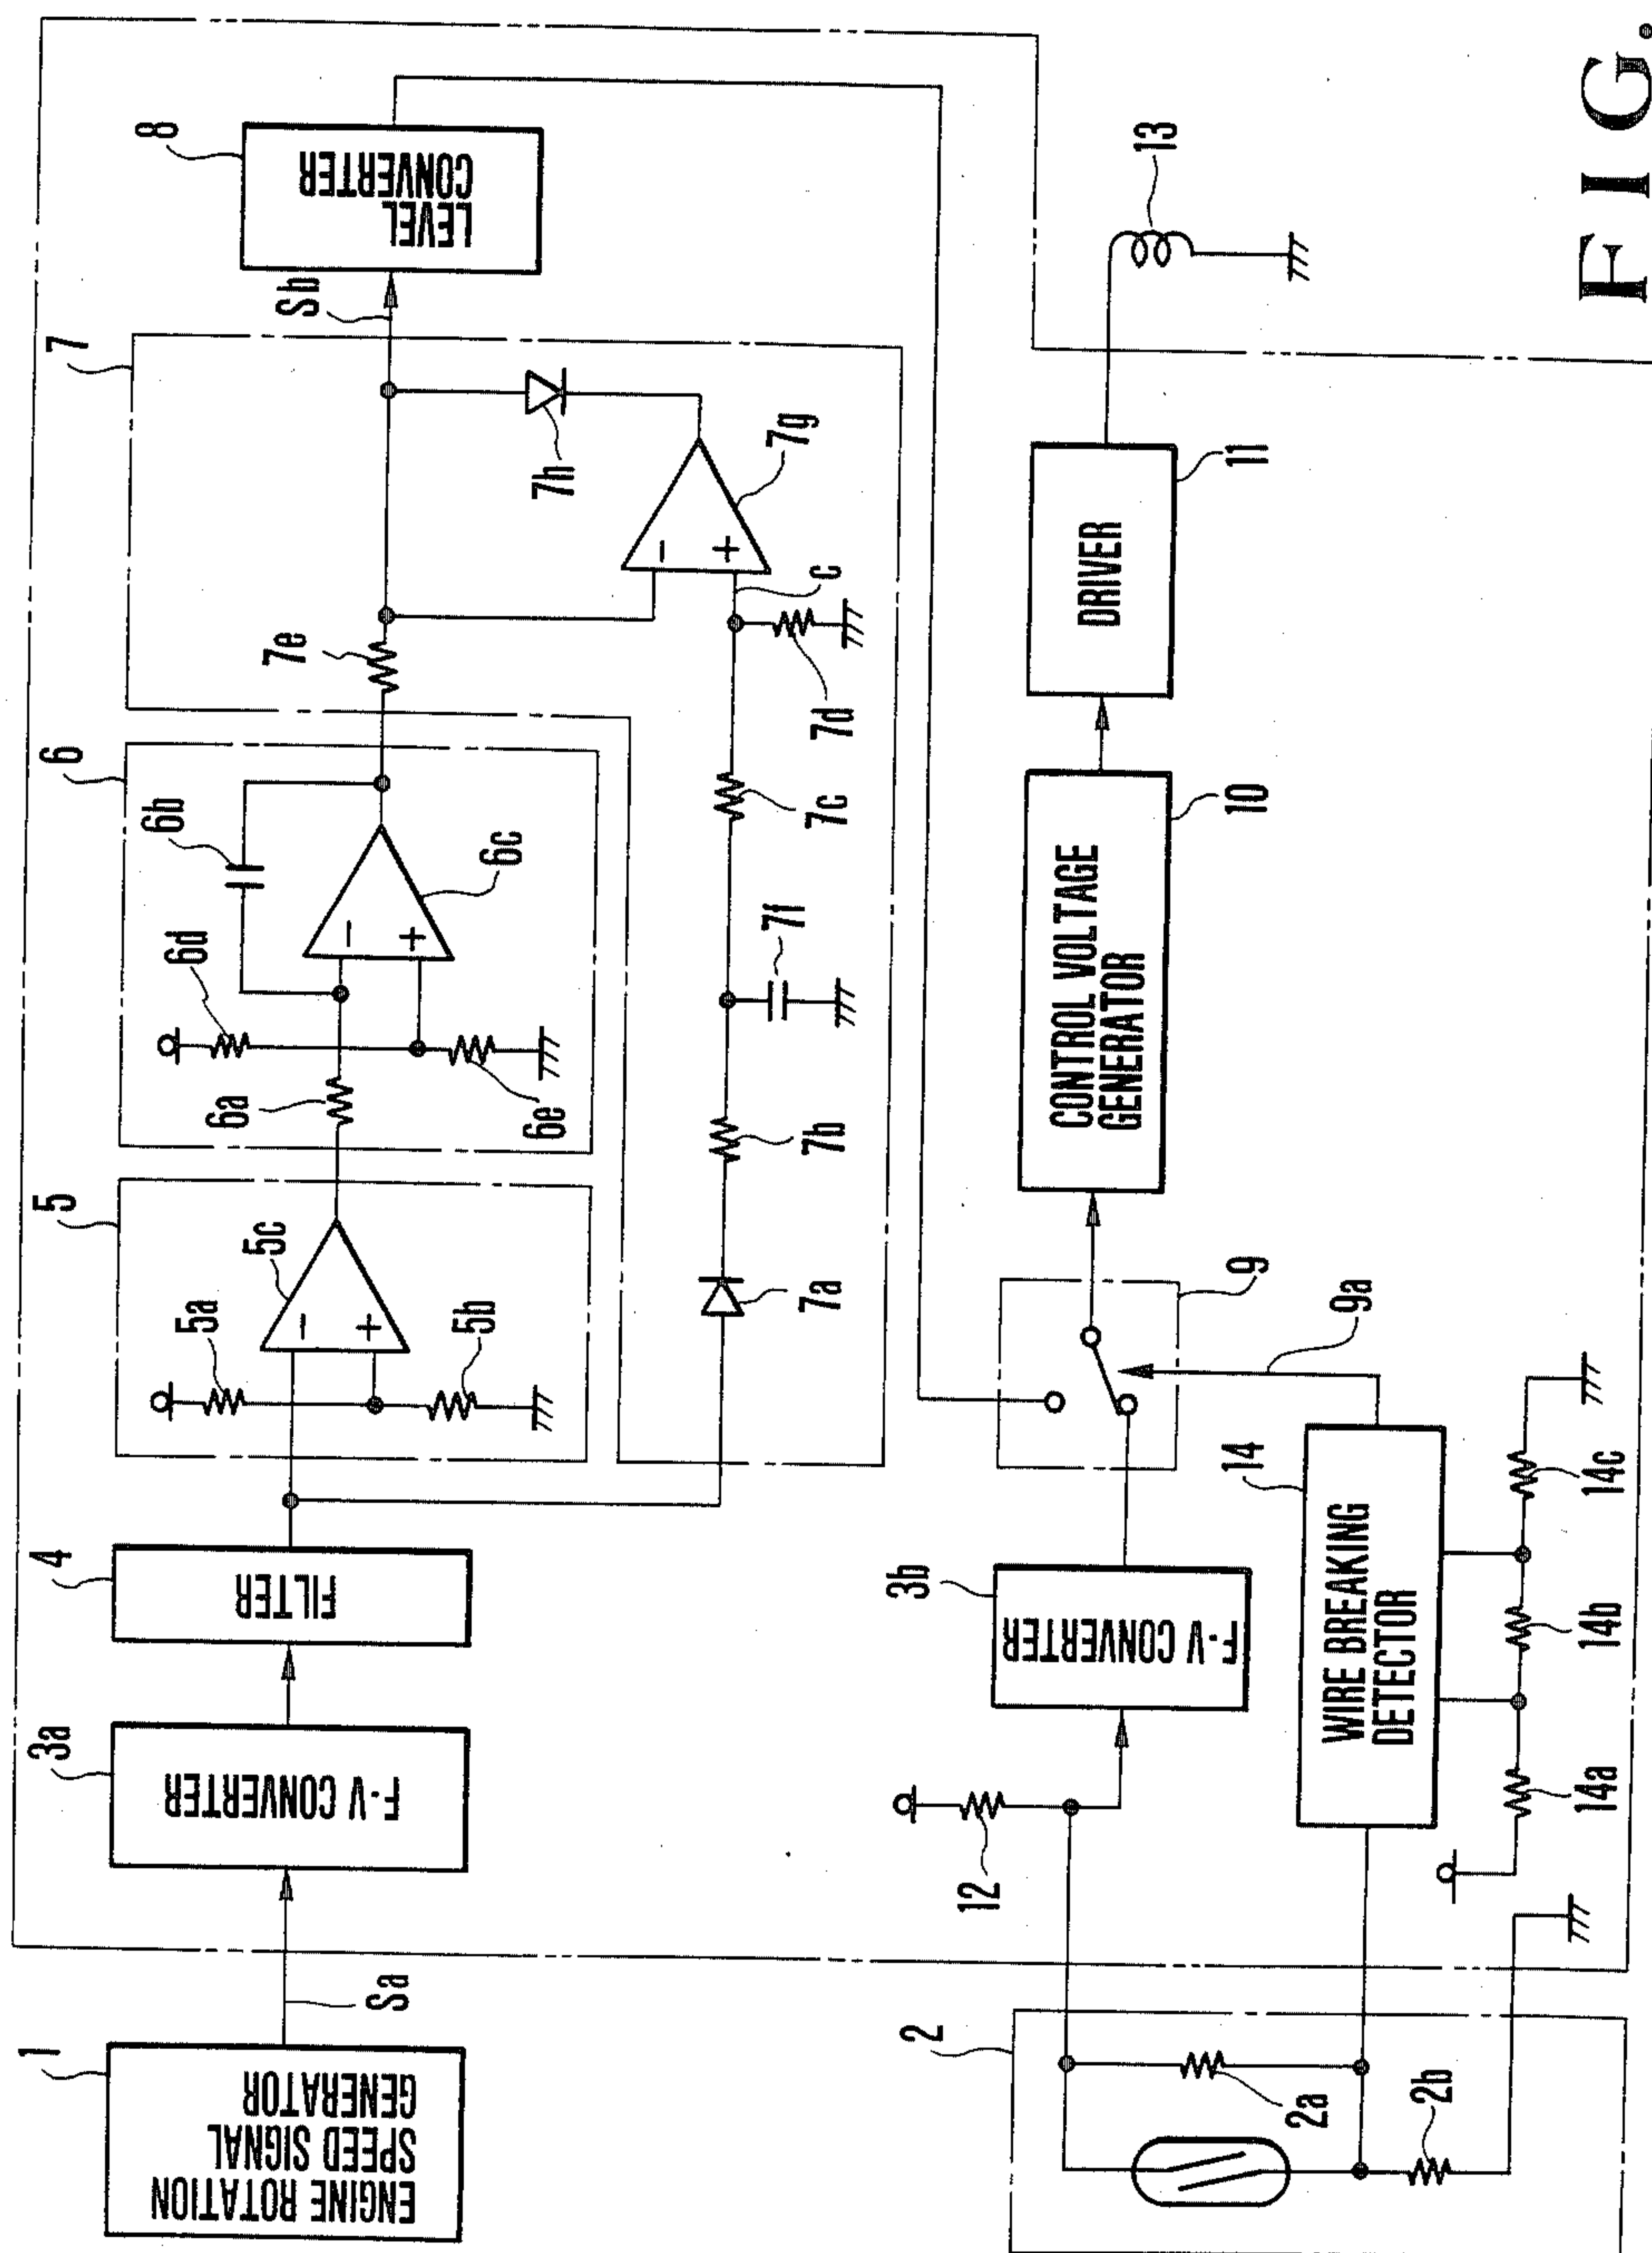 1
ENGINE ROTATION
SPEED SIGNAL
GENERATOR
Sa
3a
F-V CONVERTER
4
FILTER
5
5a
5b
5c
6
6a
6b
6c
6d
6e
7
7a
7b
7c
7d
7e
7f
7g
7h
c
Sb
8
LEVEL
CONVERTER
2
2a
2b
12
3b
F-V CONVERTER
9
9a
14
WIRE BREAKING
DETECTOR
14a
14b
14c
10
CONTROL VOLTAGE
GENERATOR
11
DRIVER
13
FIG.